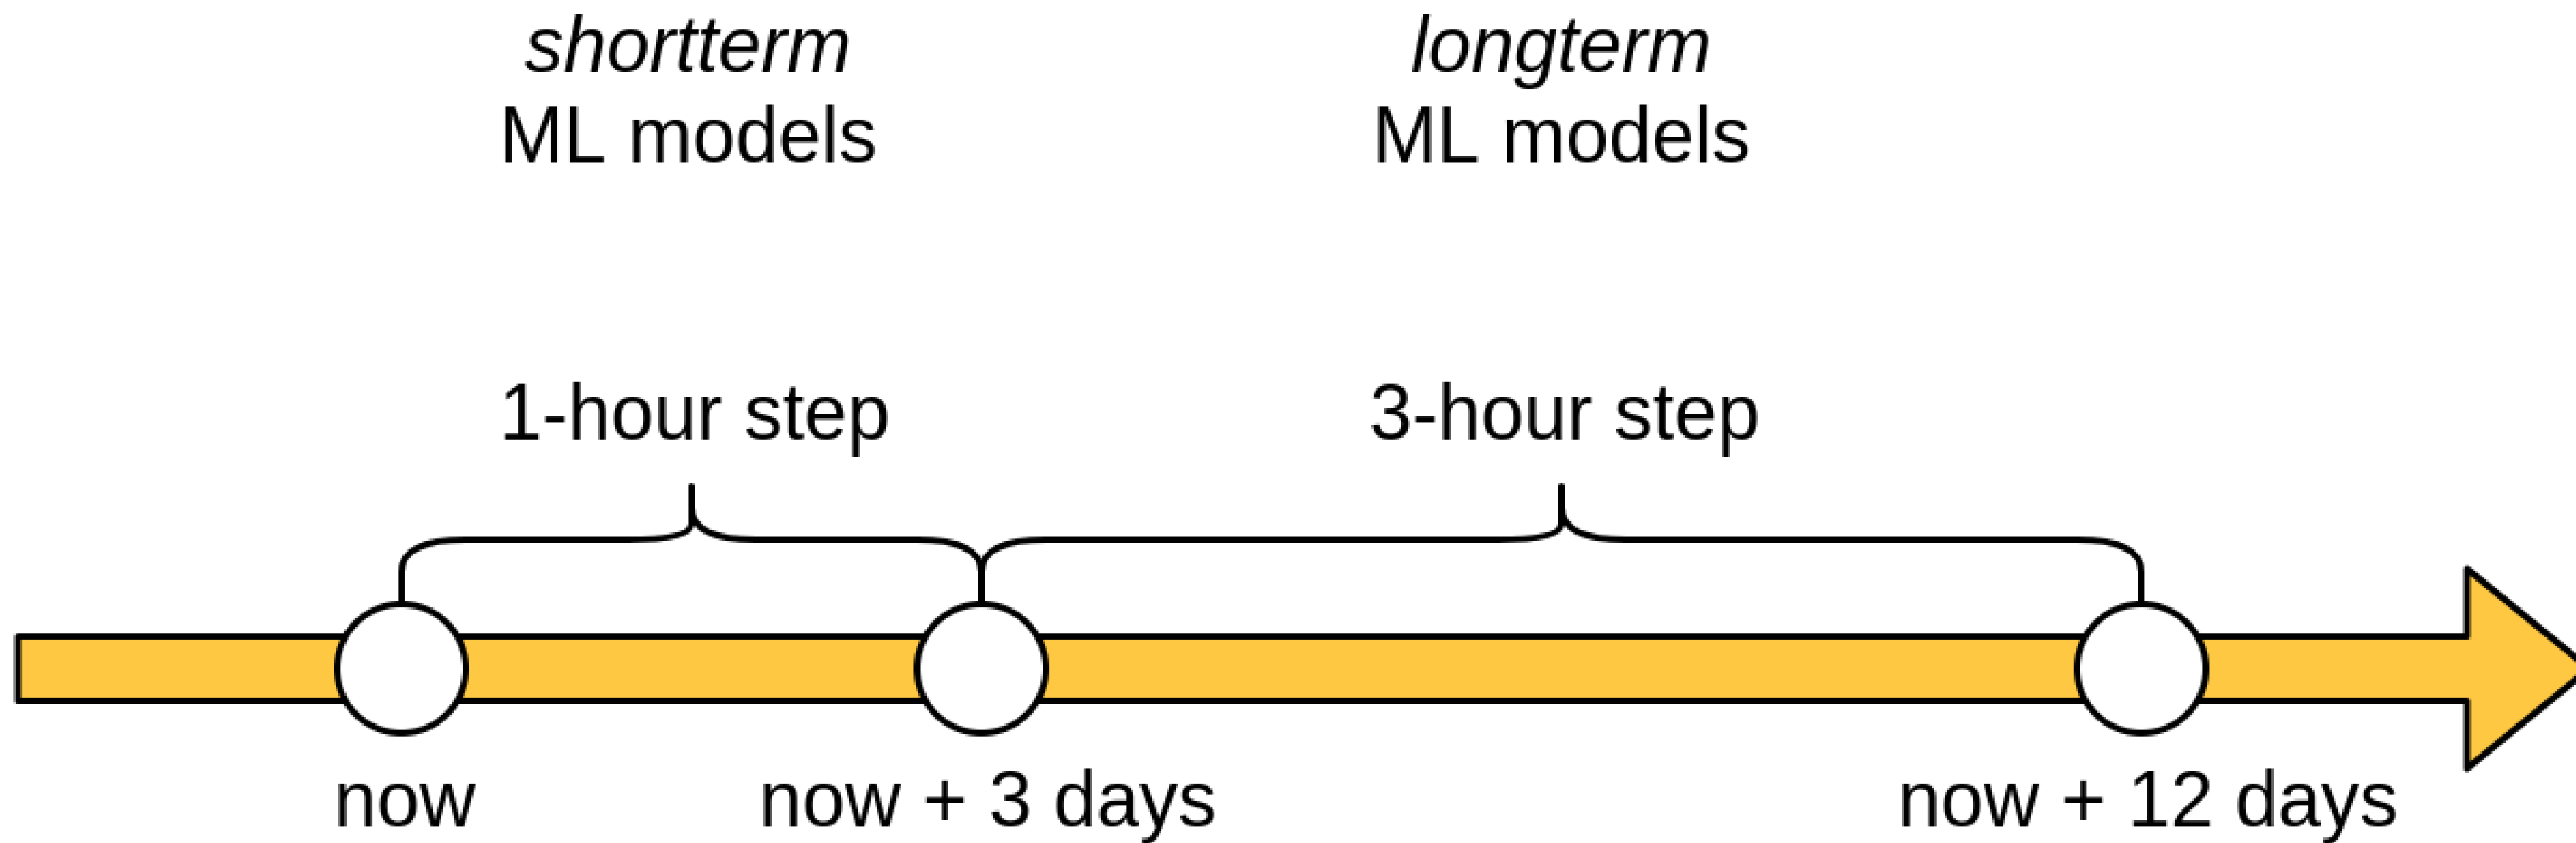 shortterm
ML models
longterm
ML models
1-hour step
3-hour step
now
now + 3 days
now + 12 days